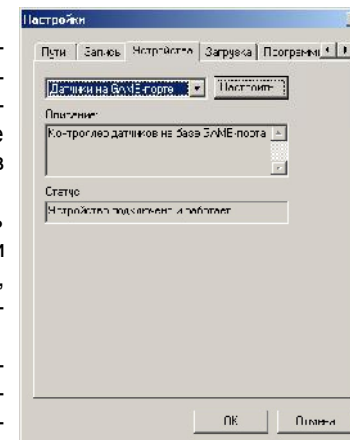 Настройки
Пути Запись Устройства Загрузка Программы
Датчики на GAME-порте Настроить
Описание
Контроллер датчиков на базе GAME-порта
Статус
Устройство подключено и работает
OK Отмена